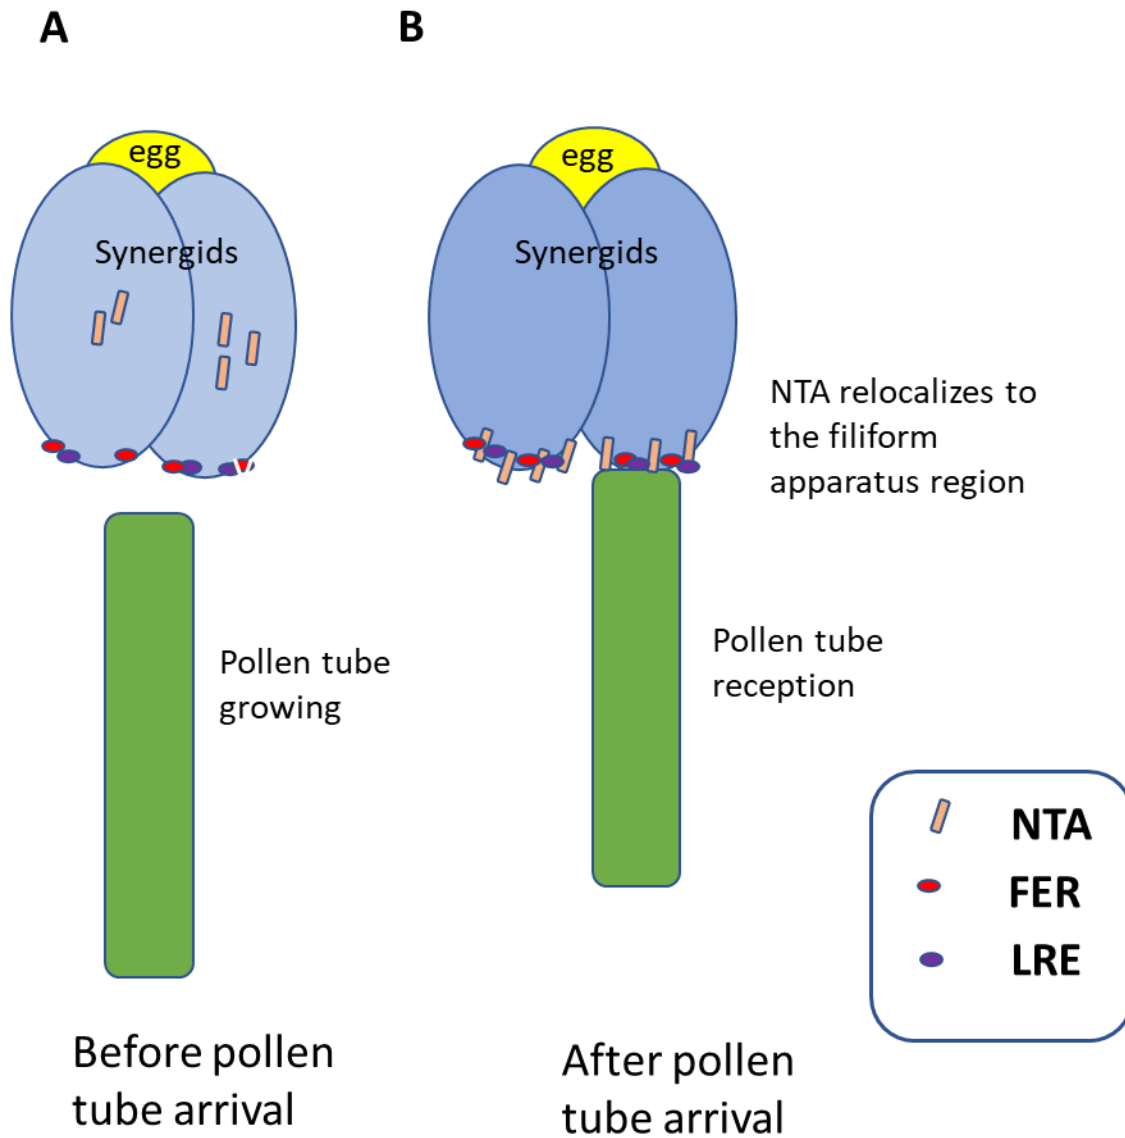 A
B
egg
Synergids
egg
Synergids
NTA relocalizes to
the filiform
apparatus region
Pollen tube
growing
Pollen tube
reception
NTA
FER
LRE
Before pollen
tube arrival
After pollen
tube arrival